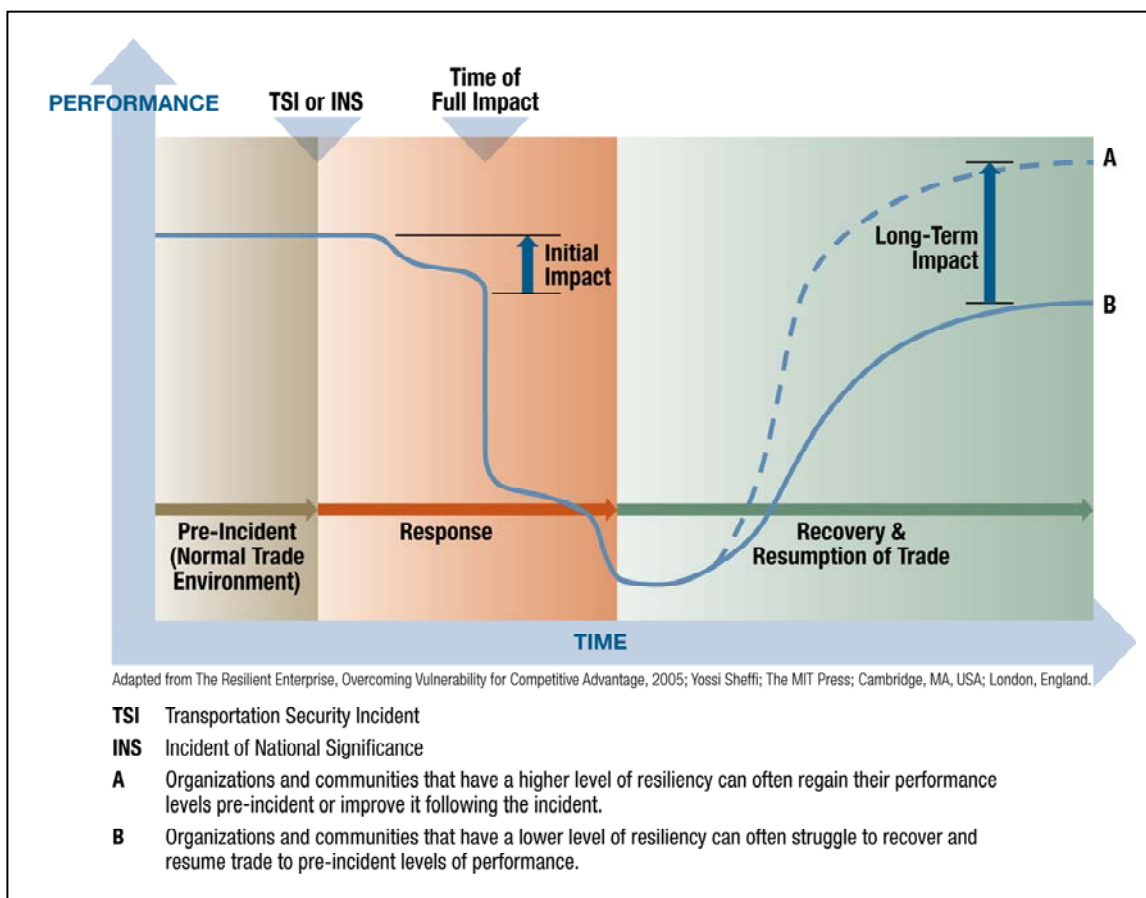 PERFORMANCE
TSI or INS
Time of
Full Impact
A
Initial
Impact
Long-Term
Impact
B
Pre-Incident
(Normal Trade
Environment)
Response
Recovery &
Resumption of Trade
TIME
Adapted from The Resilient Enterprise, Overcoming Vulnerability for Competitive Advantage, 2005; Yossi Sheffi; The MIT Press; Cambridge, MA, USA; London, England.
TSI Transportation Security Incident
INS Incident of National Significance
A Organizations and communities that have a higher level of resiliency can often regain their performance
levels pre-incident or improve it following the incident.
B Organizations and communities that have a lower level of resiliency can often struggle to recover and
resume trade to pre-incident levels of performance.